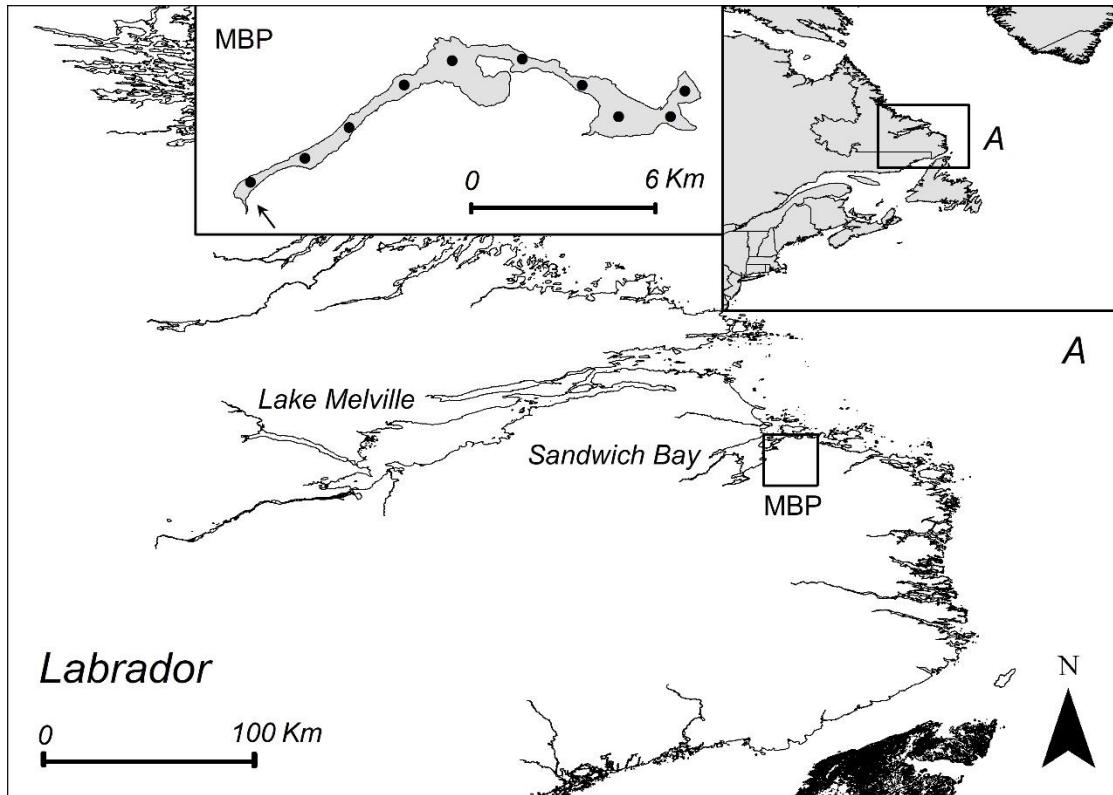 MBP
0 6 Km
A
A
Lake Melville
Sandwich Bay
MBP
Labrador
0 100 Km
N